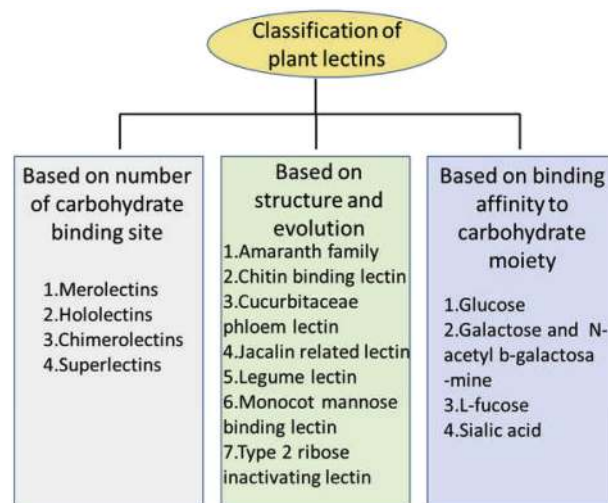 Classification of
plant lectins
Based on number
of carbohydrate
binding site
1.Merolectins
2.Hololectins
3.Chimerolectins
4.Superlectins
Based on
structure and
evolution
1.Amaranth family
2.Chitin binding lectin
3.Cucurbitaceae
phloem lectin
4.Jacalin related lectin
5.Legume lectin
6.Monocot mannose
binding lectin
7.Type 2 ribose
inactivating lectin
Based on binding
affinity to
carbohydrate
moiety
1.Glucose
2.Galactose and N-
acetyl b-galactosa
-mine
3.L-fucose
4.Sialic acid